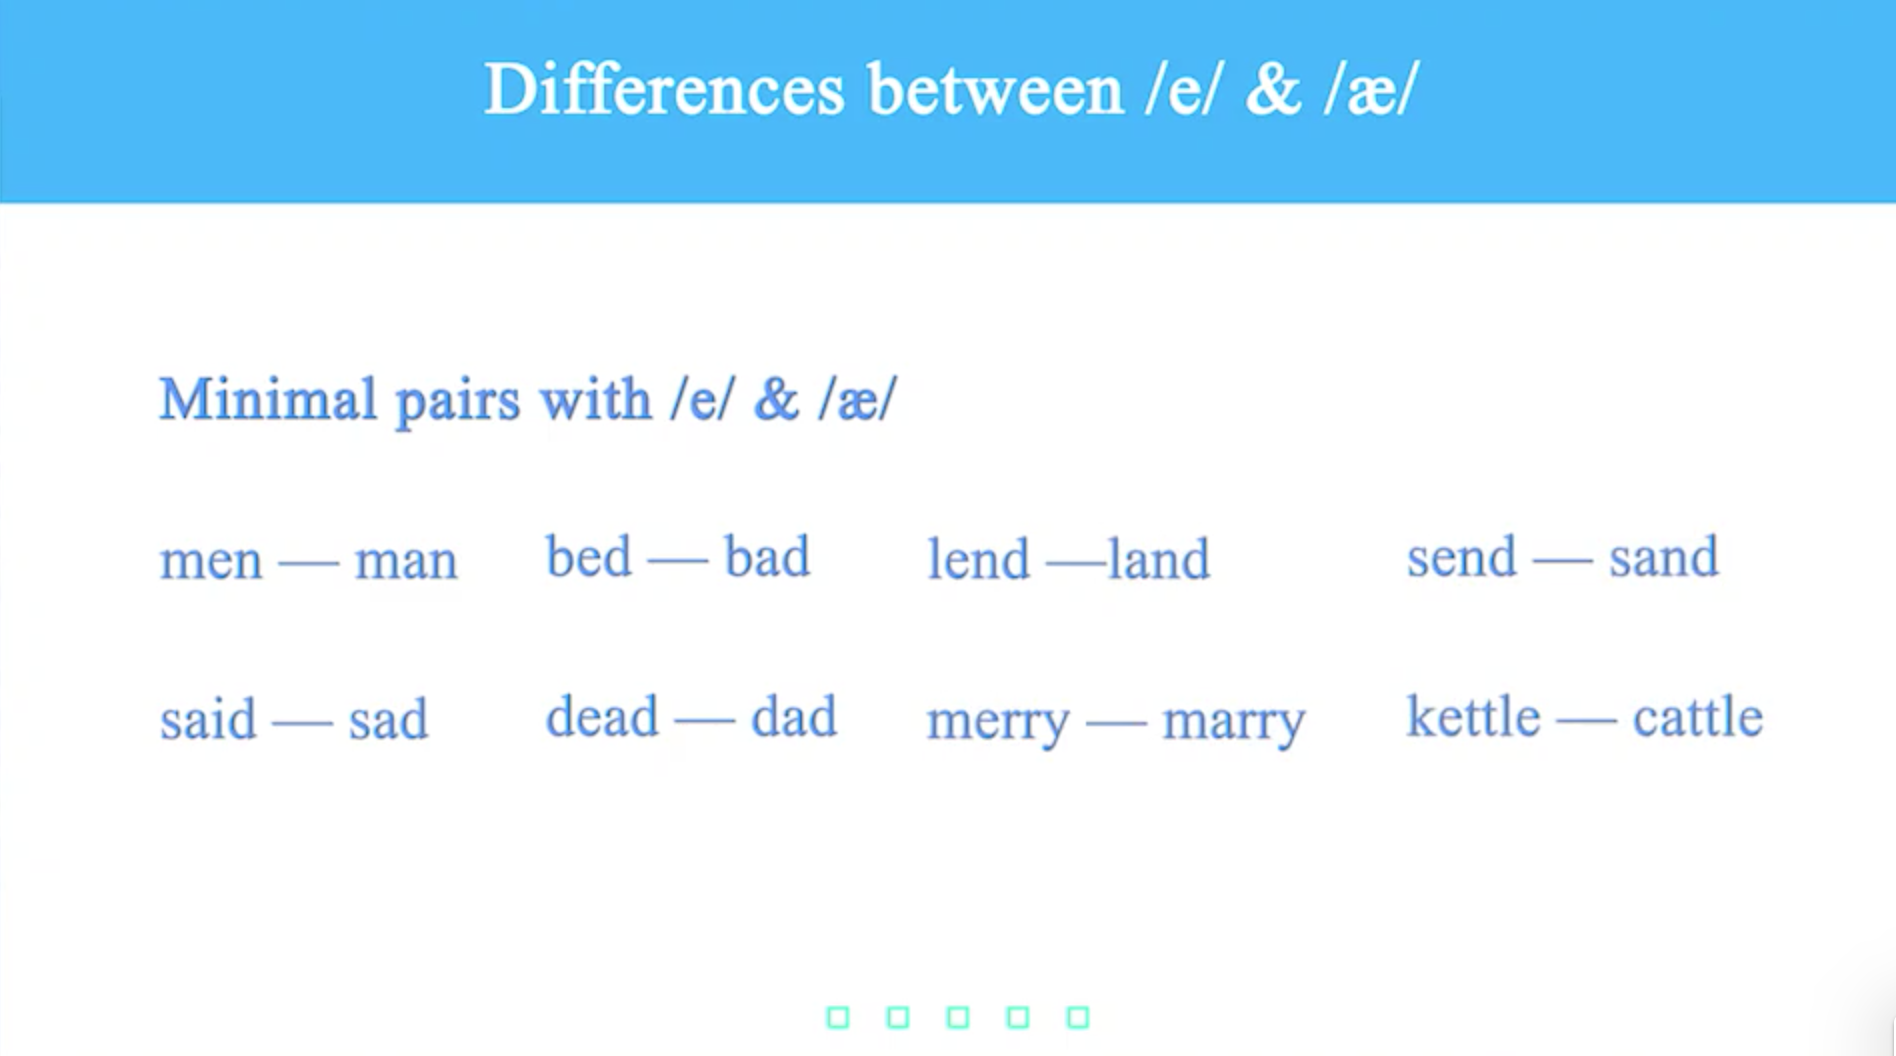 Differences between /e/ & /æ/
Minimal pairs with /e/ & /æ/
men — man bed — bad lend —land send — sand
said — sad dead — dad merry — marry kettle — cattle